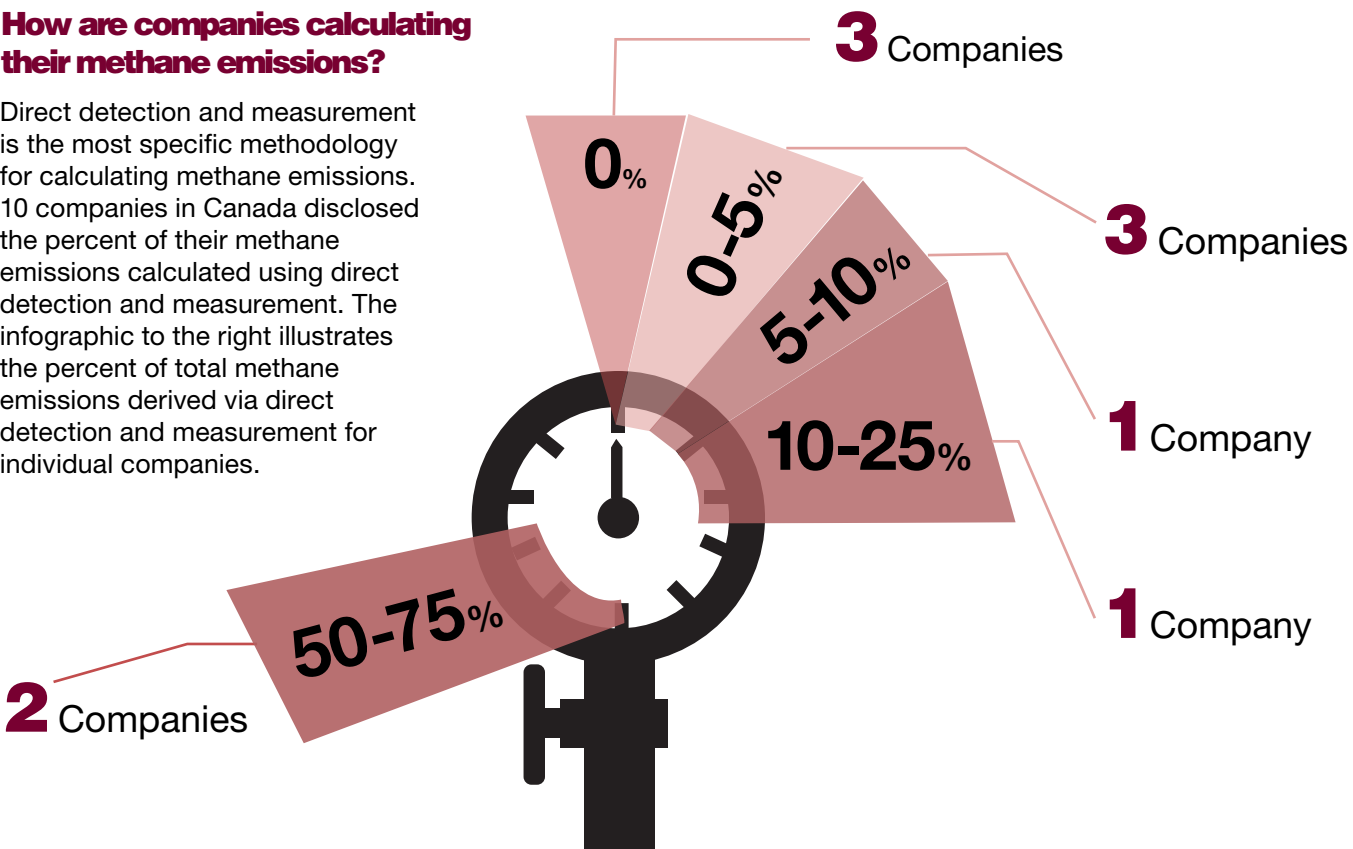 How are companies calculating
their methane emissions?
Direct detection and measurement
is the most specific methodology
for calculating methane emissions.
10 companies in Canada disclosed
the percent of their methane
emissions calculated using direct
detection and measurement. The
infographic to the right illustrates
the percent of total methane
emissions derived via direct
detection and measurement for
individual companies.
0%
3 Companies
0-5%
3 Companies
5-10%
1 Company
10-25%
1 Company
50-75%
2 Companies